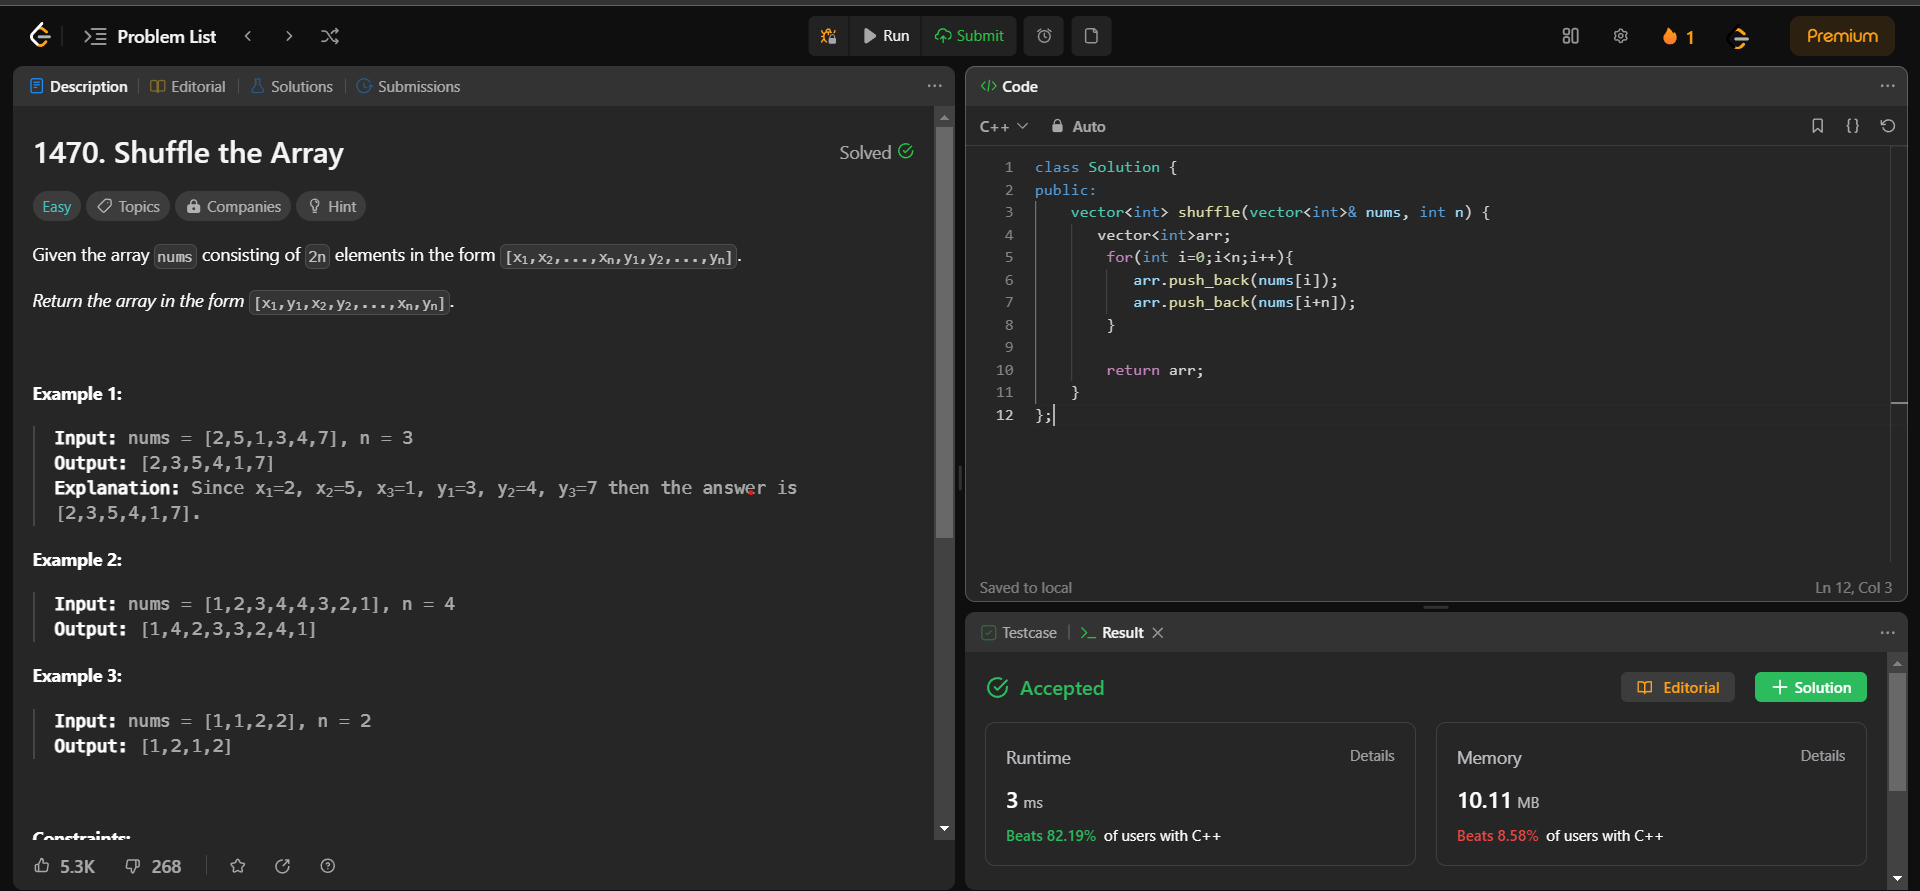 Problem List
Run
Submit
1
Premium
Description
Editorial
Solutions
Submissions
1470. Shuffle the Array
Solved
Easy
Topics
Companies
Hint
Given the array nums consisting of 2n elements in the form [x₁,x₂,...,xₙ,y₁,y₂,...,yₙ].
Return the array in the form [x₁,y₁,x₂,y₂,...,xₙ,yₙ].
Example 1:
Input: nums = [2,5,1,3,4,7], n = 3
Output: [2,3,5,4,1,7]
Explanation: Since x₁=2, x₂=5, x₃=1, y₁=3, y₂=4, y₃=7 then the answer is
[2,3,5,4,1,7].
Example 2:
Input: nums = [1,2,3,4,4,3,2,1], n = 4
Output: [1,4,2,3,3,2,4,1]
Example 3:
Input: nums = [1,1,2,2], n = 2
Output: [1,2,1,2]
Constraints:
5.3K
268
</> Code
C++
Auto
{}
1 class Solution {
2 public:
3 vector<int> shuffle(vector<int>& nums, int n) {
4 vector<int>arr;
5 for(int i=0;i<n;i++){
6 arr.push_back(nums[i]);
7 arr.push_back(nums[i+n]);
8 }
9
10 return arr;
11 }
12 };
Saved to local
Ln 12, Col 3
Testcase
Result
Accepted
Editorial
Solution
Runtime
Details
3 ms
Beats 82.19% of users with C++
Memory
Details
10.11 MB
Beats 8.58% of users with C++